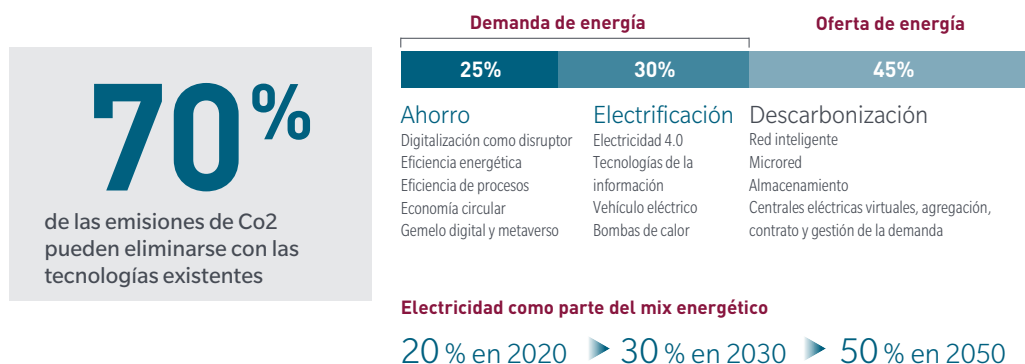 70%
de las emisiones de Co2
pueden eliminarse con las
tecnologías existentes
Demanda de energía
Oferta de energía
25%
30%
45%
Ahorro
Digitalización como disruptor
Eficiencia energética
Eficiencia de procesos
Economía circular
Gemelo digital y metaverso
Electrificación
Electricidad 4.0
Tecnologías de la
información
Vehículo eléctrico
Bombas de calor
Descarbonización
Red inteligente
Microred
Almacenamiento
Centrales eléctricas virtuales, agregación,
contrato y gestión de la demanda
Electricidad como parte del mix energético
20 % en 2020 30 % en 2030 50 % en 2050